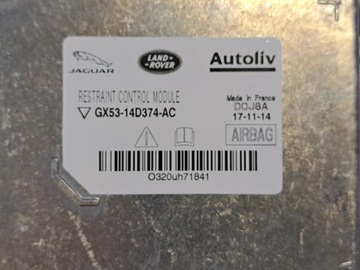 JAGUAR
LAND-
ROVER
Autoliv
RESTRAINT CONTROL MODULE
GX53-14D374-AC
Made in France
DDJ8A
17-11-14
AIRBAG
O320uh71841